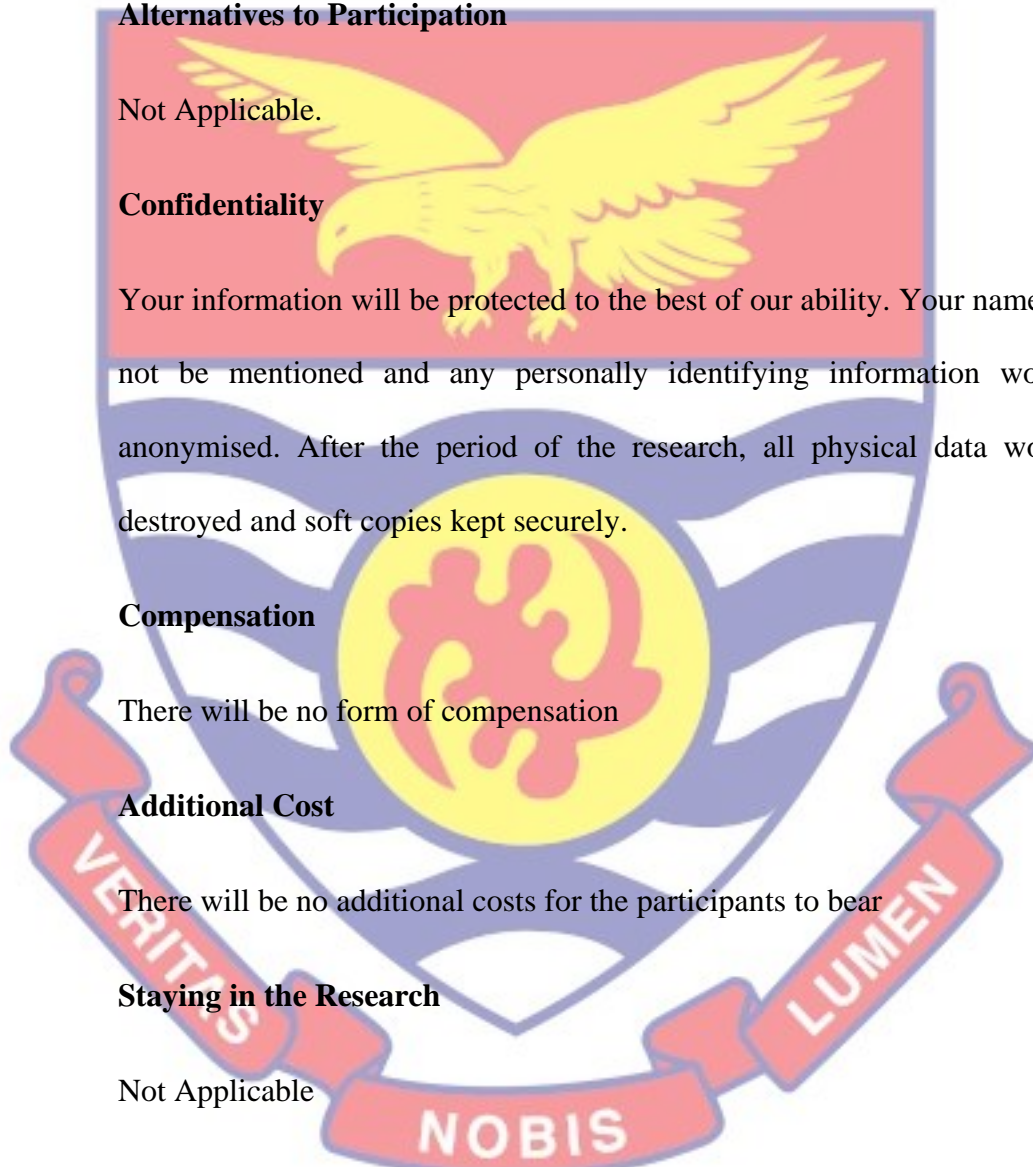 Alternatives to Participation
Not Applicable.
Confidentiality
Your information will be protected to the best of our ability. Your name
not be mentioned and any personally identifying information wo
anonymised. After the period of the research, all physical data wo
destroyed and soft copies kept securely.
Compensation
There will be no form of compensation
Additional Cost
There will be no additional costs for the participants to bear
Staying in the Research
Not Applicable
VERITAS NOBIS LUMEN